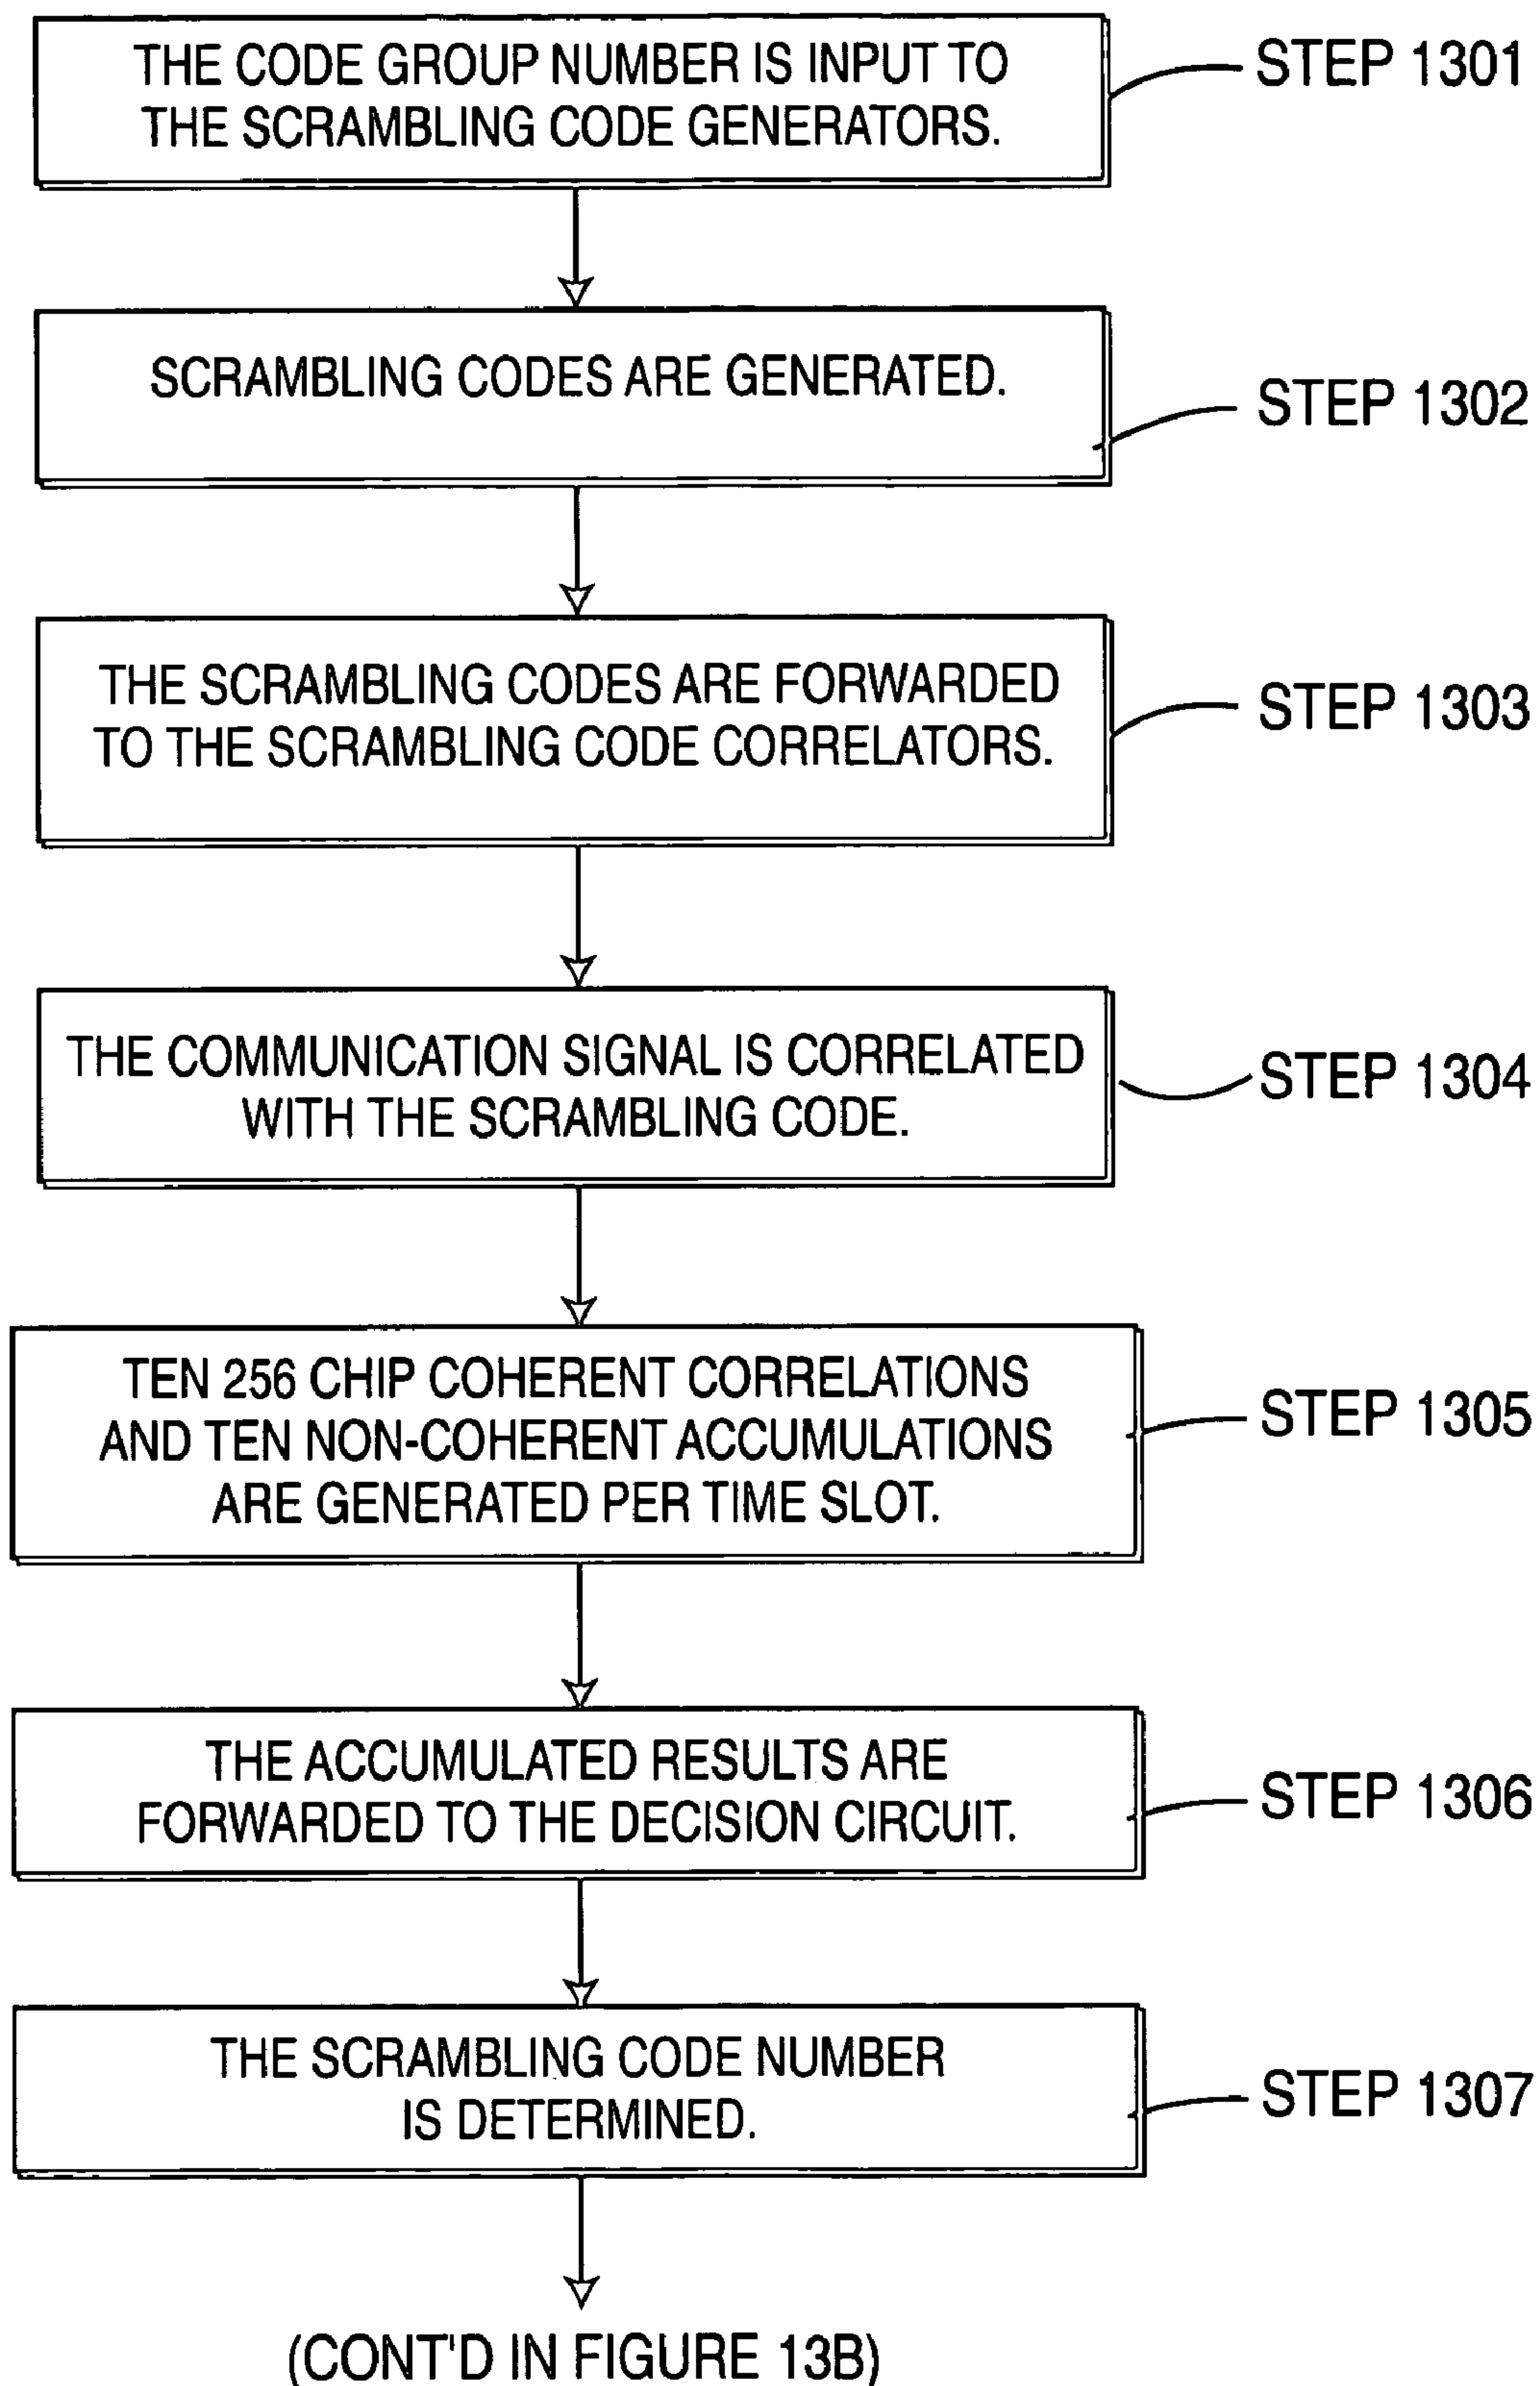 THE CODE GROUP NUMBER IS INPUT TO
THE SCRAMBLING CODE GENERATORS.
STEP 1301
SCRAMBLING CODES ARE GENERATED.
STEP 1302
THE SCRAMBLING CODES ARE FORWARDED
TO THE SCRAMBLING CODE CORRELATORS.
STEP 1303
THE COMMUNICATION SIGNAL IS CORRELATED
WITH THE SCRAMBLING CODE.
STEP 1304
TEN 256 CHIP COHERENT CORRELATIONS
AND TEN NON-COHERENT ACCUMULATIONS
ARE GENERATED PER TIME SLOT.
STEP 1305
THE ACCUMULATED RESULTS ARE
FORWARDED TO THE DECISION CIRCUIT.
STEP 1306
THE SCRAMBLING CODE NUMBER
IS DETERMINED.
STEP 1307
(CONT'D IN FIGURE 13B)